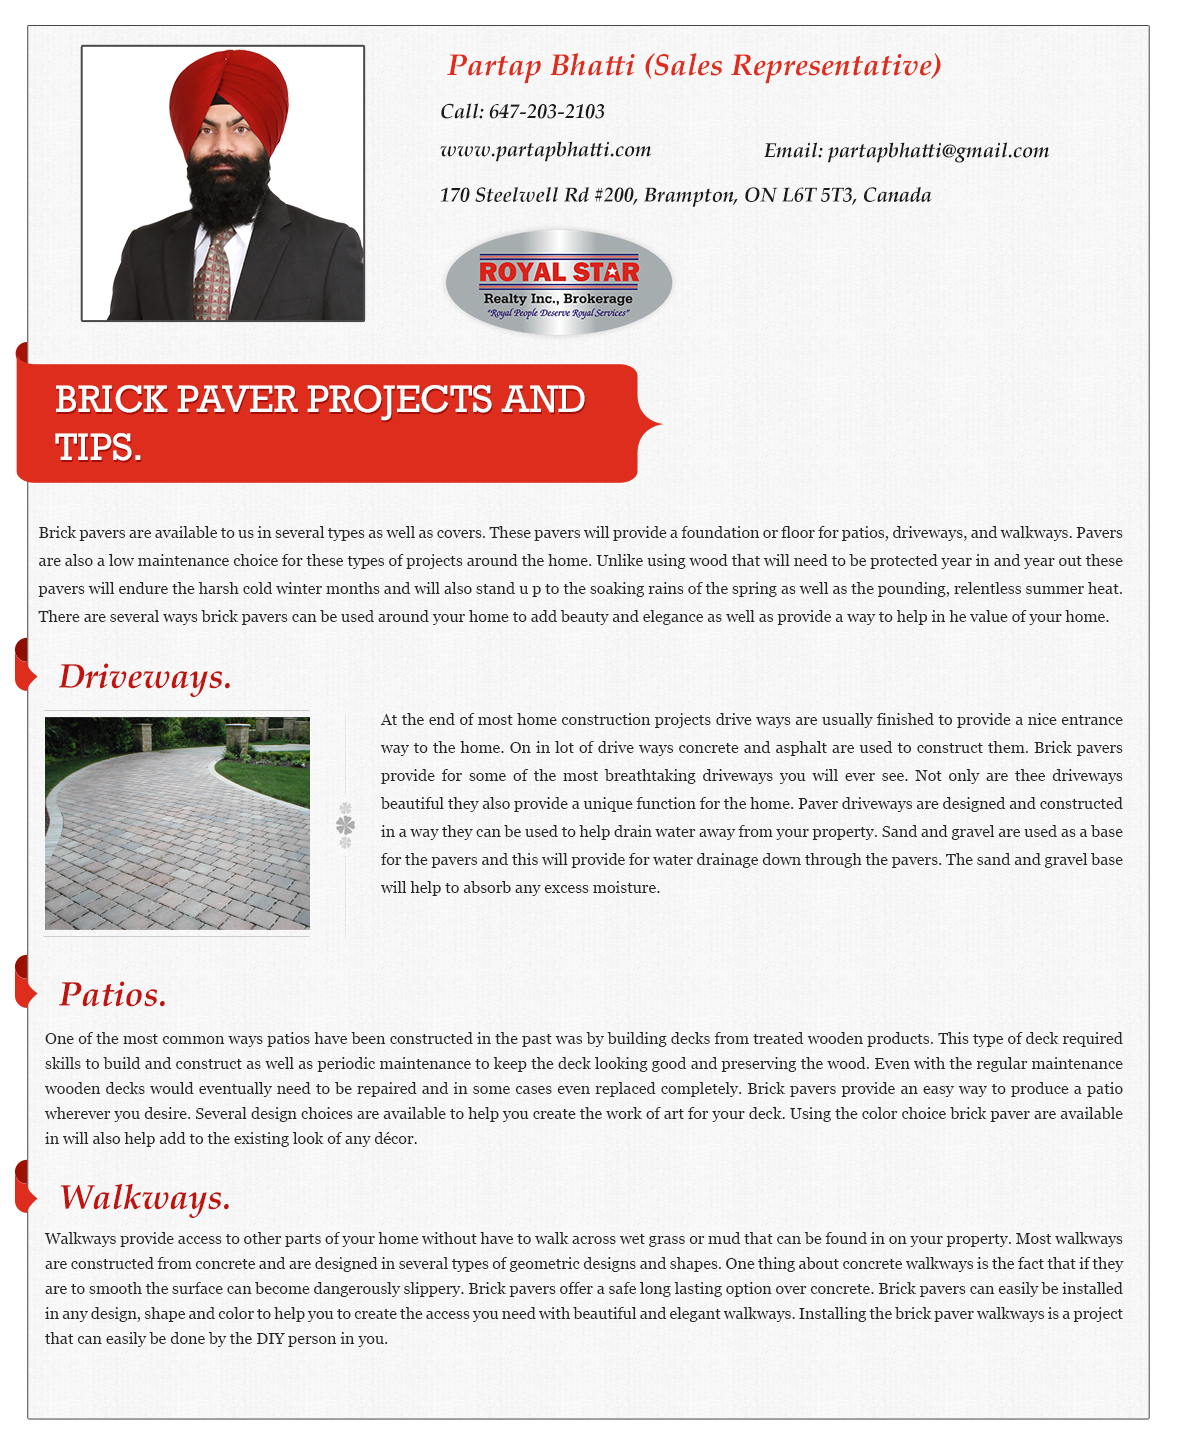 Partap Bhatti (Sales Representative)
Call: 647-203-2103
www.partapbhatti.com
Email: partapbhatti@gmail.com
170 Steelwell Rd #200, Brampton, ON L6T 5T3, Canada
ROYAL STAR
Realty Inc., Brokerage
"Royal People Deserve Royal Services"
BRICK PAVER PROJECTS AND
TIPS.
Brick pavers are available to us in several types as well as covers. These pavers will provide a foundation or floor for patios, driveways, and walkways. Pavers
are also a low maintenance choice for these types of projects around the home. Unlike using wood that will need to be protected year in and year out these
pavers will endure the harsh cold winter months and will also stand u p to the soaking rains of the spring as well as the pounding, relentless summer heat.
There are several ways brick pavers can be used around your home to add beauty and elegance as well as provide a way to help in he value of your home.
Driveways.
At the end of most home construction projects drive ways are usually finished to provide a nice entrance
way to the home. On in lot of drive ways concrete and asphalt are used to construct them. Brick pavers
provide for some of the most breathtaking driveways you will ever see. Not only are thee driveways
beautiful they also provide a unique function for the home. Paver driveways are designed and constructed
in a way they can be used to help drain water away from your property. Sand and gravel are used as a base
for the pavers and this will provide for water drainage down through the pavers. The sand and gravel base
will help to absorb any excess moisture.
Patios.
One of the most common ways patios have been constructed in the past was by building decks from treated wooden products. This type of deck required
skills to build and construct as well as periodic maintenance to keep the deck looking good and preserving the wood. Even with the regular maintenance
wooden decks would eventually need to be repaired and in some cases even replaced completely. Brick pavers provide an easy way to produce a patio
wherever you desire. Several design choices are available to help you create the work of art for your deck. Using the color choice brick paver are available
in will also help add to the existing look of any décor.
Walkways.
Walkways provide access to other parts of your home without have to walk across wet grass or mud that can be found in on your property. Most walkways
are constructed from concrete and are designed in several types of geometric designs and shapes. One thing about concrete walkways is the fact that if they
are to smooth the surface can become dangerously slippery. Brick pavers offer a safe long lasting option over concrete. Brick pavers can easily be installed
in any design, shape and color to help you to create the access you need with beautiful and elegant walkways. Installing the brick paver walkways is a project
that can easily be done by the DIY person in you.